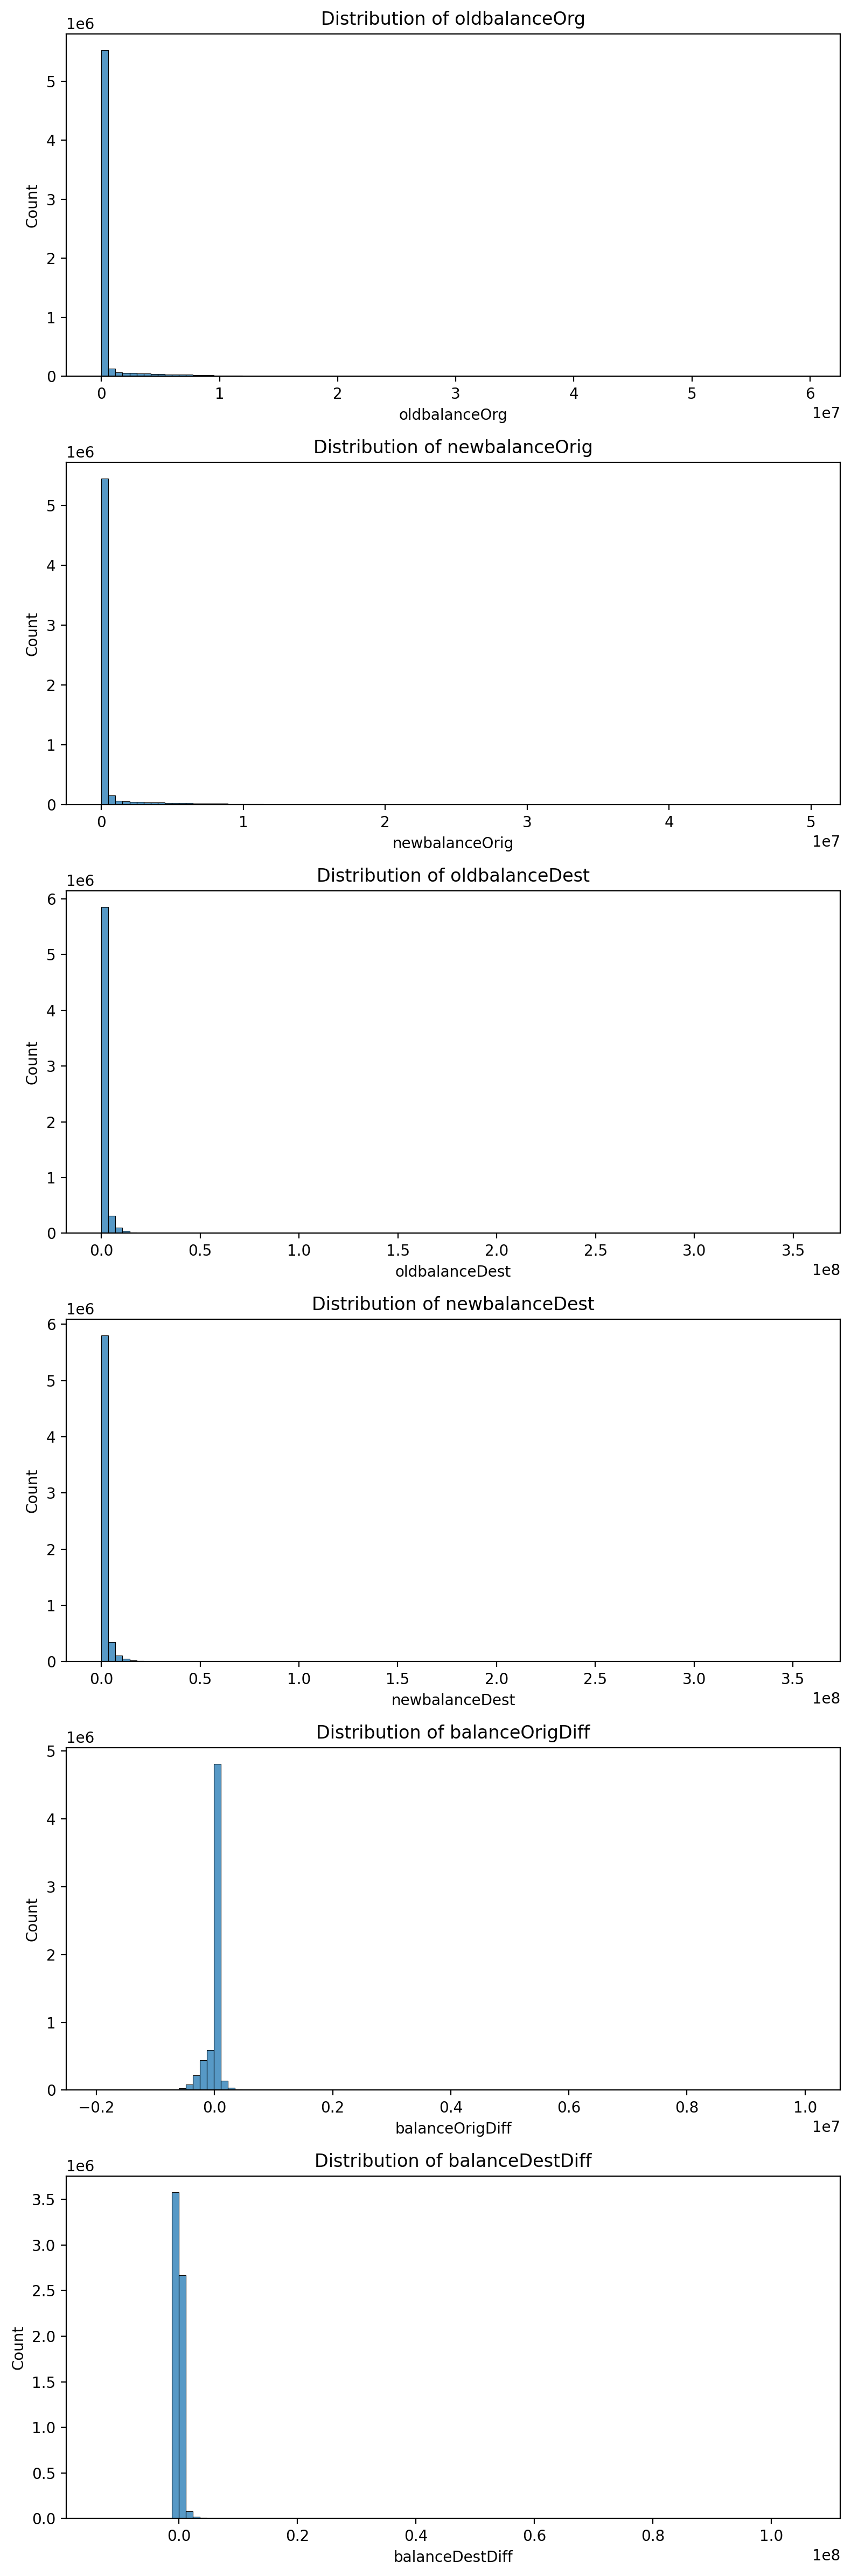 Distribution of oldbalanceOrg
1e6
5
4
3
2
1
0
Count
0 1 2 3 4 5 6
1e7
oldbalanceOrg
Distribution of newbalanceOrig
1e6
5
4
3
2
1
0
Count
0 1 2 3 4 5
1e7
newbalanceOrig
Distribution of oldbalanceDest
1e6
6
5
4
3
2
1
0
Count
0.0 0.5 1.0 1.5 2.0 2.5 3.0 3.5
1e8
oldbalanceDest
Distribution of newbalanceDest
1e6
6
5
4
3
2
1
0
Count
0.0 0.5 1.0 1.5 2.0 2.5 3.0 3.5
1e8
newbalanceDest
Distribution of balanceOrigDiff
1e6
5
4
3
2
1
0
Count
−0.2 0.0 0.2 0.4 0.6 0.8 1.0
1e7
balanceOrigDiff
Distribution of balanceDestDiff
1e6
3.5
3.0
2.5
2.0
1.5
1.0
0.5
0.0
Count
0.0 0.2 0.4 0.6 0.8 1.0
1e8
balanceDestDiff